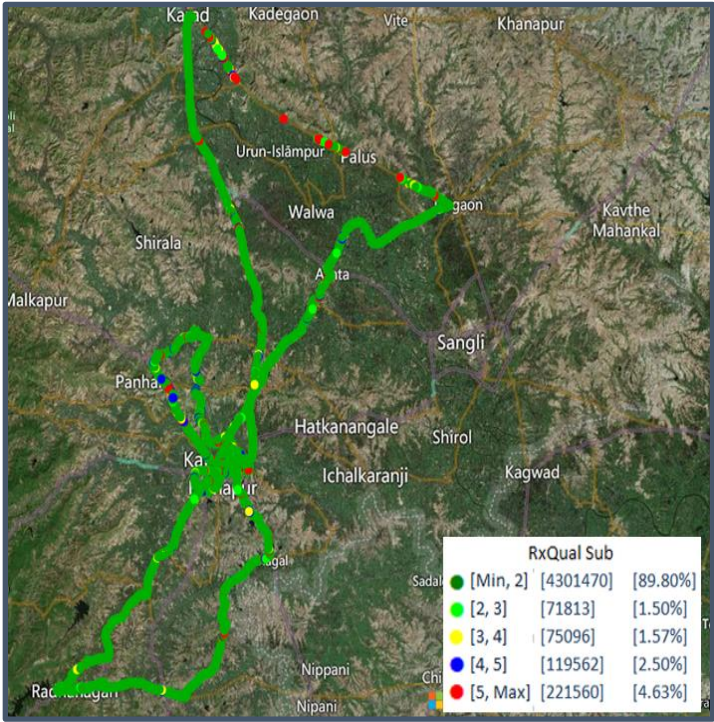 Kadegaon
Vite
Khanapur
Urun-Islāmpur
Palus
Walwa
Kavthe
Mahankal
Shirala
Malkapur
Sangli
Hatkanangale
Shirol
Ichalkaranji
Kagwad
Nippani
Nipani
RxQual Sub
[Min, 2] [4301470] [89.80%]
[2, 3] [71813] [1.50%]
[3, 4] [75096] [1.57%]
[4, 5] [119562] [2.50%]
[5, Max] [221560] [4.63%]